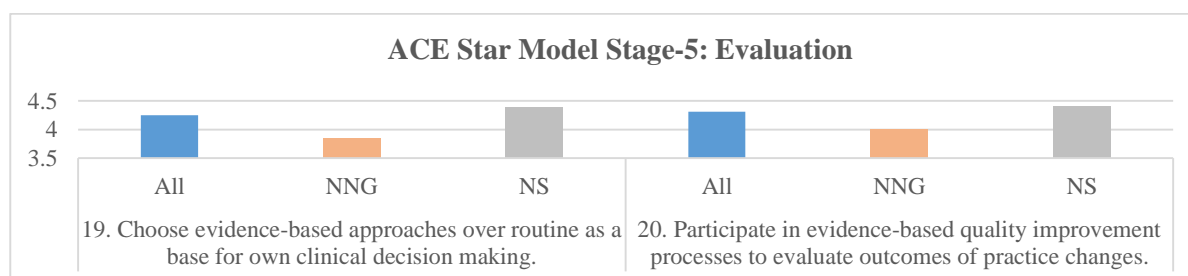 ACE Star Model Stage-5: Evaluation
4.5
4
3.5
All NNG NS All NNG NS
19. Choose evidence-based approaches over routine as a
base for own clinical decision making.
20. Participate in evidence-based quality improvement
processes to evaluate outcomes of practice changes.